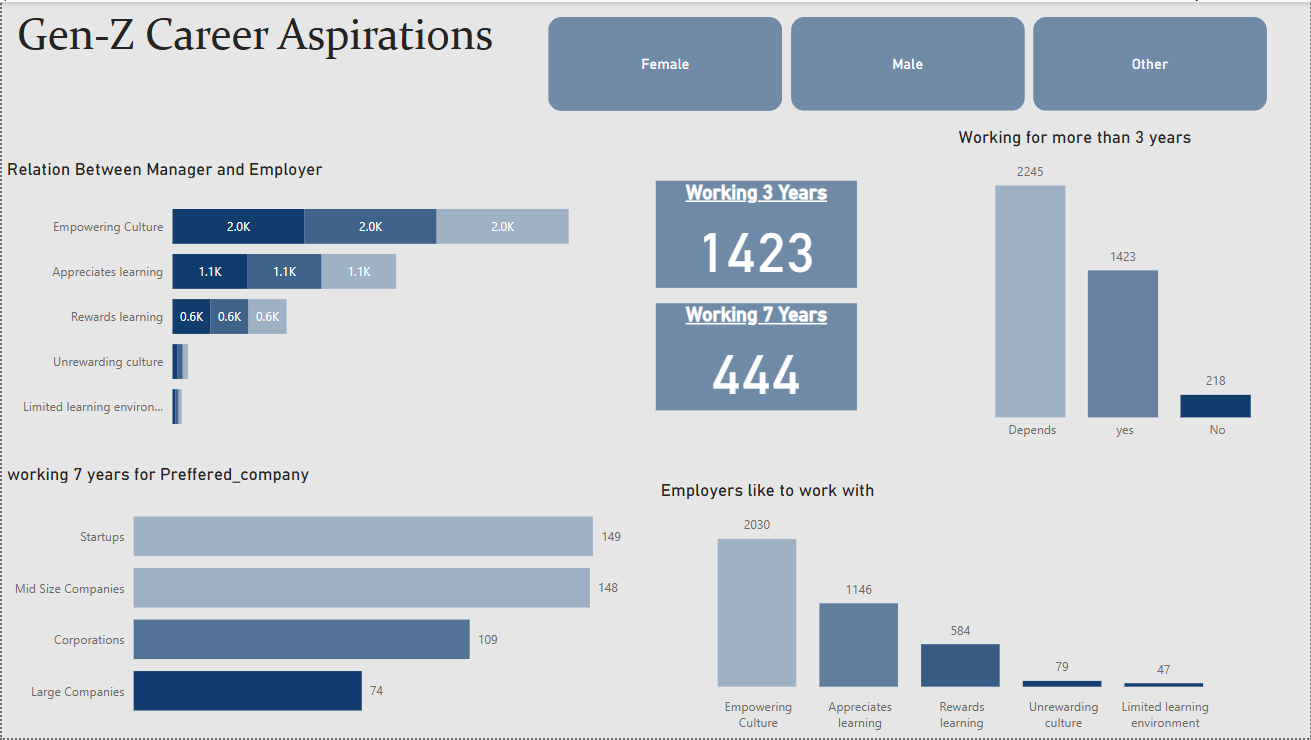 Gen-Z Career Aspirations
Female
Male
Other
Relation Between Manager and Employer
Empowering Culture
2.0K
2.0K
2.0K
Appreciates learning
1.1K
1.1K
1.1K
Rewards learning
0.6K
0.6K
0.6K
Unrewarding culture
Limited learning environ...
Working 3 Years
1423
Working 7 Years
444
Working for more than 3 years
2245
1423
218
Depends
yes
No
working 7 years for Preffered_company
Startups
149
Mid Size Companies
148
Corporations
109
Large Companies
74
Employers like to work with
2030
1146
584
79
47
Empowering
Culture
Appreciates
learning
Rewards
learning
Unrewarding
culture
Limited learning
environment